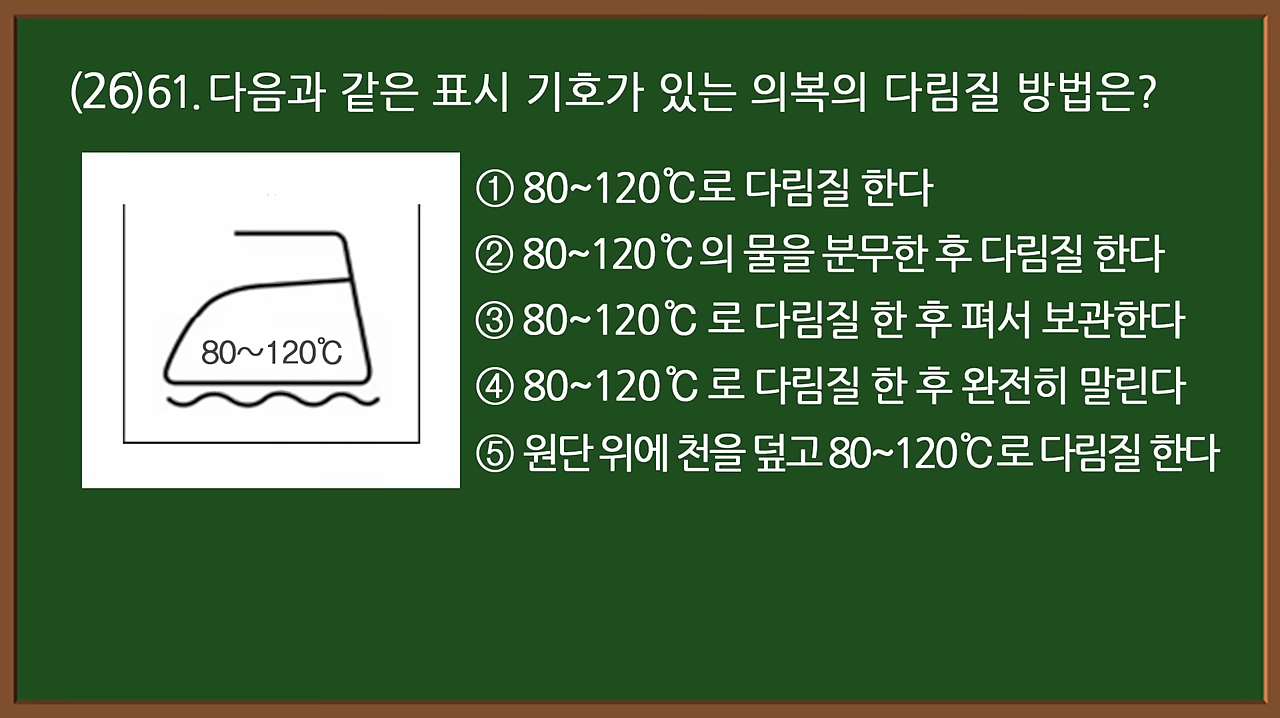 (26)61. 다음과 같은 표시 기호가 있는 의복의 다림질 방법은?
80~120℃
① 80~120℃로 다림질 한다
② 80~120℃의 물을 분무한 후 다림질 한다
③ 80~120℃ 로 다림질 한 후 펴서 보관한다
④ 80~120℃ 로 다림질 한 후 완전히 말린다
⑤ 원단 위에 천을 덮고 80~120℃로 다림질 한다